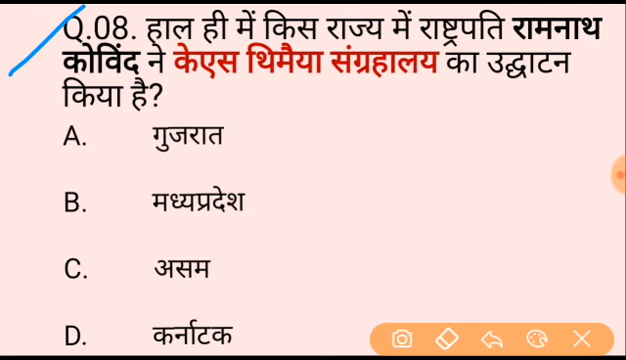 Q.08. हाल ही में किस राज्य में राष्ट्रपति रामनाथ
कोविंद ने केएस थिमैया संग्रहालय का उद्घाटन
किया है?
A. गुजरात
B. मध्यप्रदेश
C. असम
D. कर्नाटक